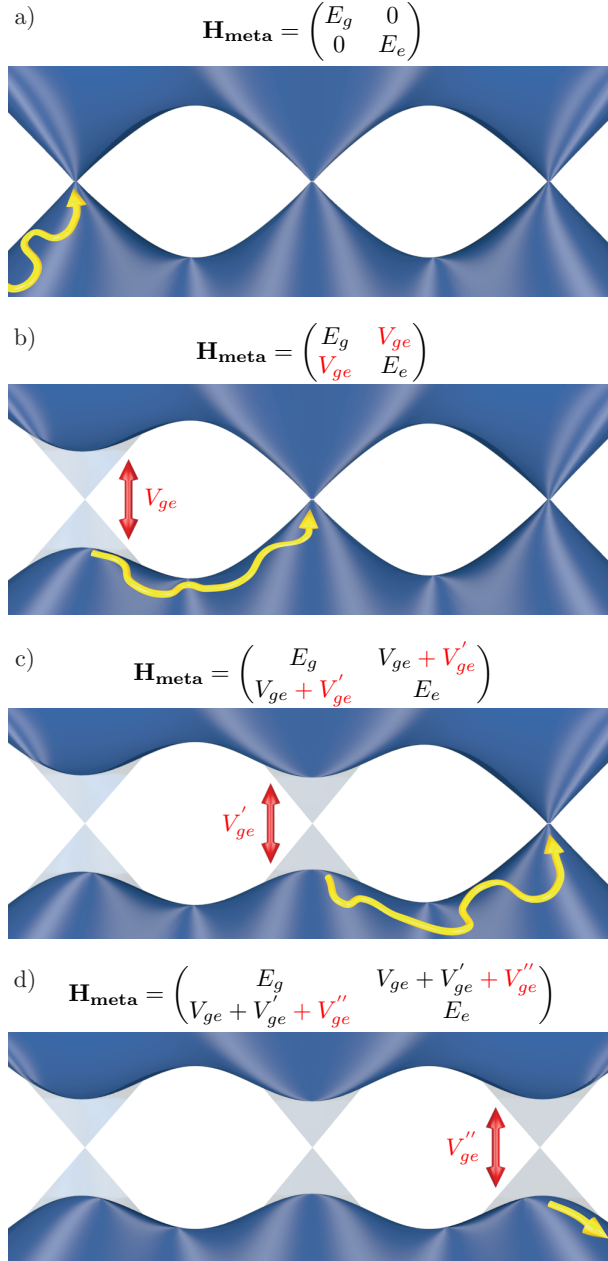 a)
H_meta = ( E_g 0
0 E_e )
b)
H_meta = ( E_g V_ge
V_ge E_e )
V_ge
c)
H_meta = ( E_g V_ge + V'_ge
V_ge + V'_ge E_e )
V'_ge
d)
H_meta = ( E_g V_ge + V'_ge + V''_ge
V_ge + V'_ge + V''_ge E_e )
V''_ge